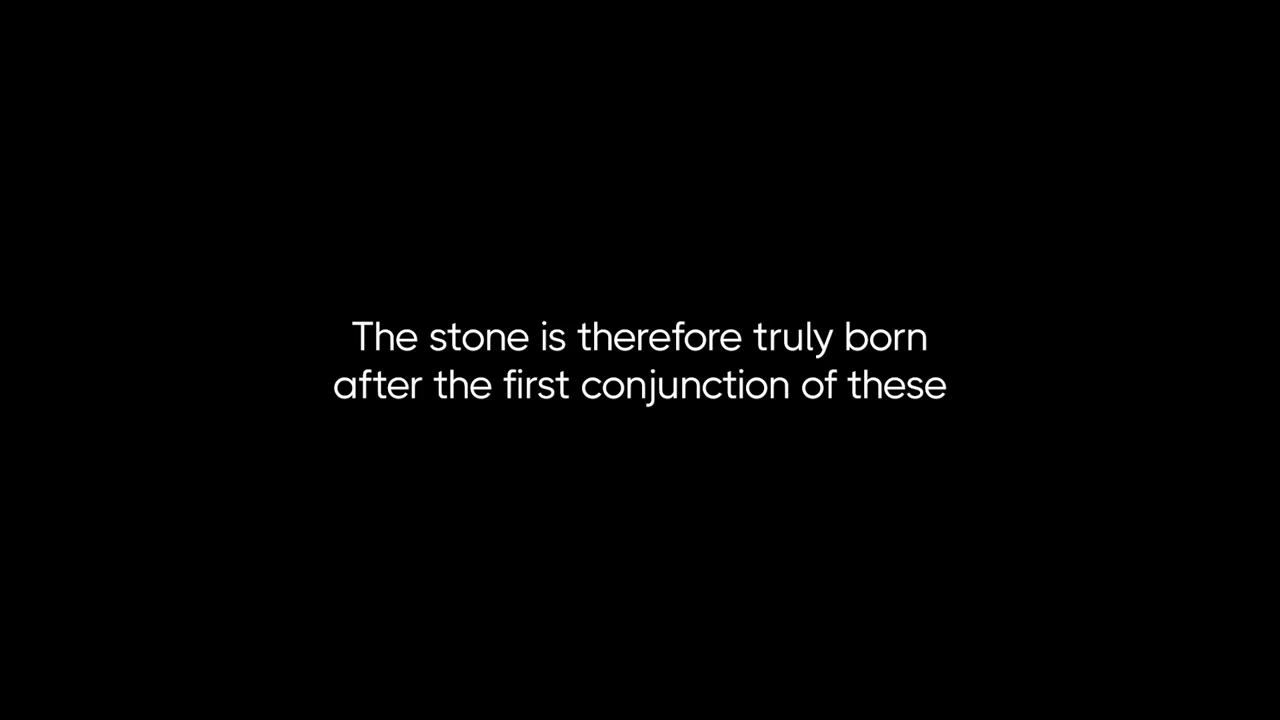 The stone is therefore truly born
after the first conjunction of these